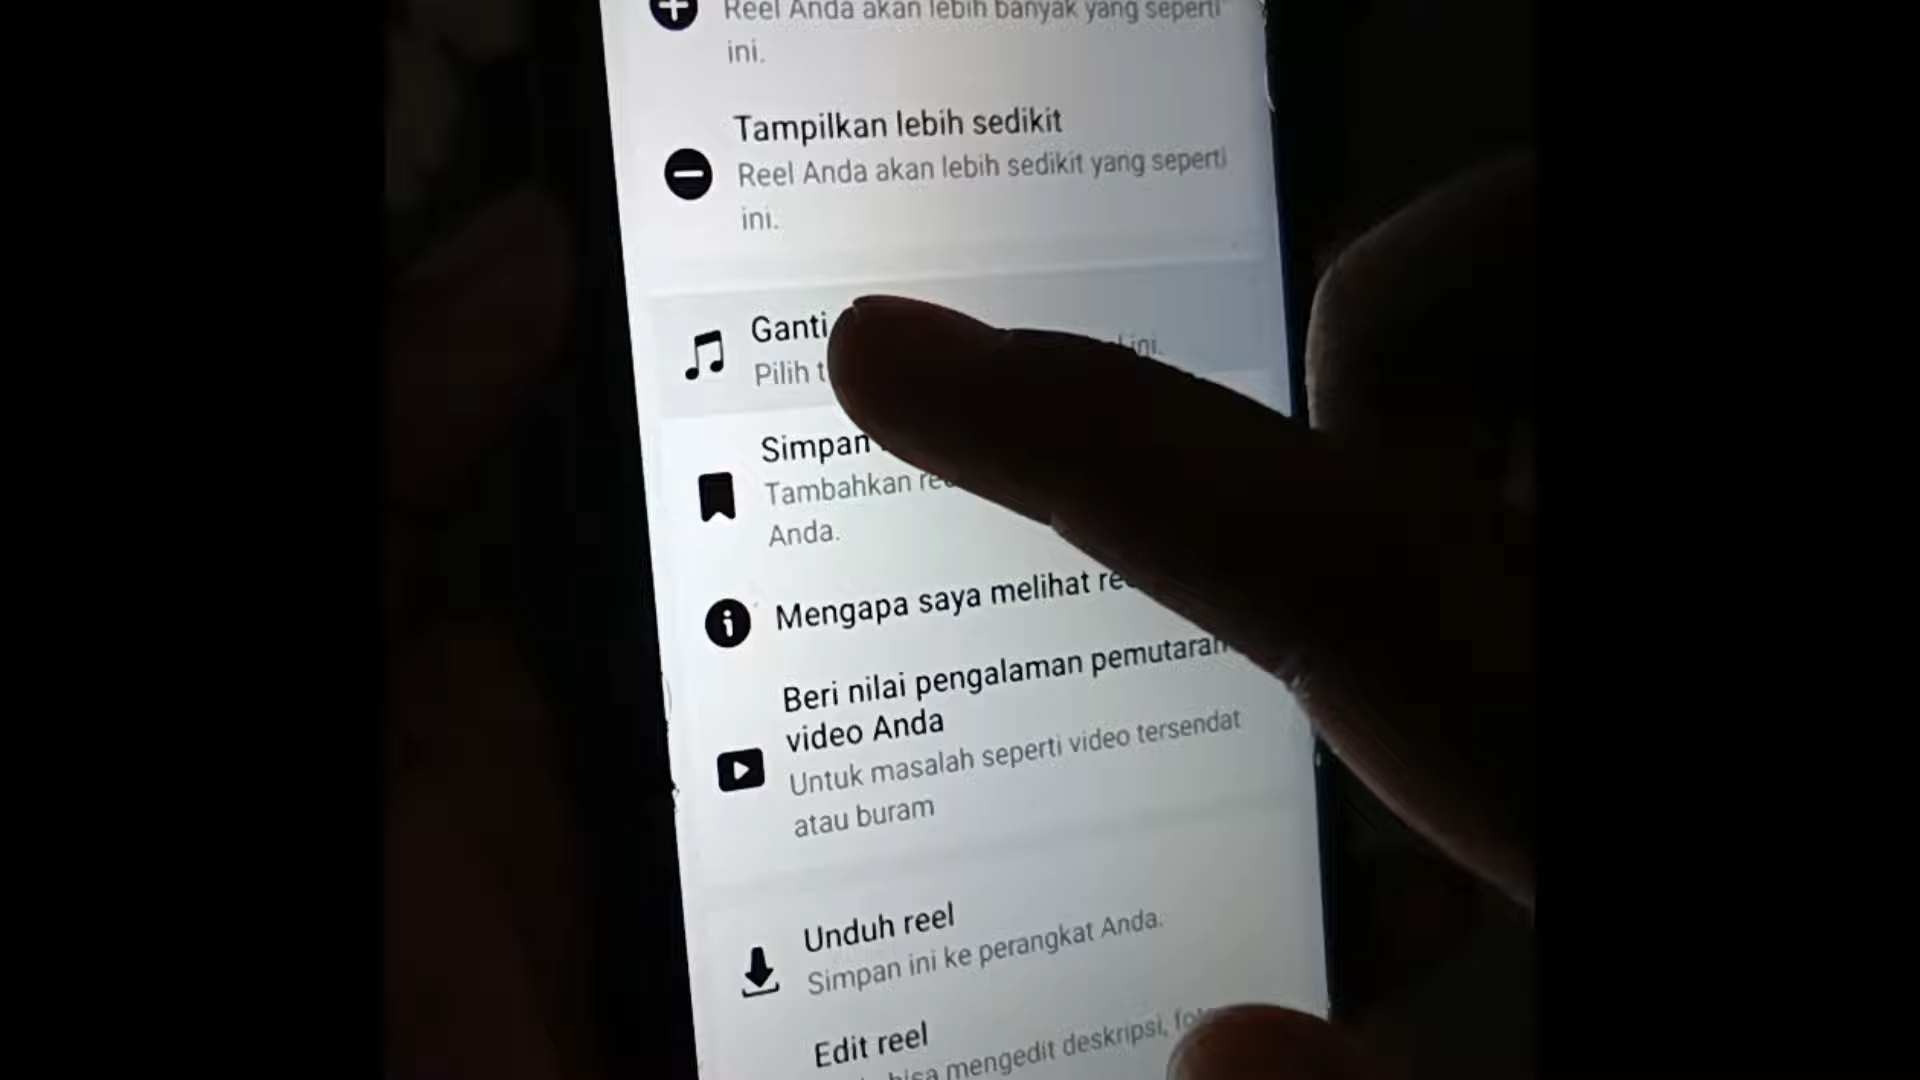 Reel Anda akan lebih banyak yang seperti
ini.
Tampilkan lebih sedikit
Reel Anda akan lebih sedikit yang seperti
ini.
Ganti
Pilih ini.
Simpan
Tambahkan
Anda.
Mengapa saya melihat
Beri nilai pengalaman pemutaran
video Anda
Untuk masalah seperti video tersendat
atau buram
Unduh reel
Simpan ini ke perangkat Anda.
Edit reel
bisa mengedit deskripsi,